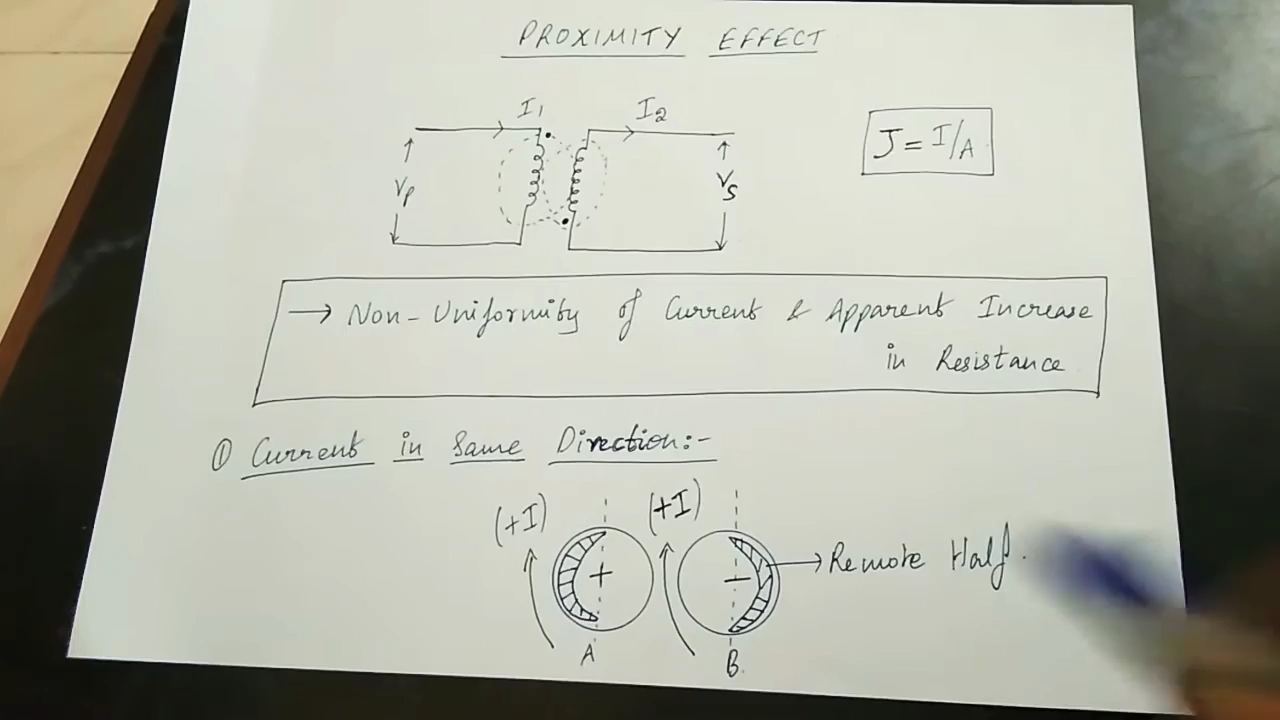 PROXIMITY EFFECT
I1
I2
J = I/A
VP
VS
→ Non-Uniformity of Current & Apparent Increase
in Resistance
① Current in Same Direction:-
(+I)
(+I)
+
→ Remote Half.
A
B